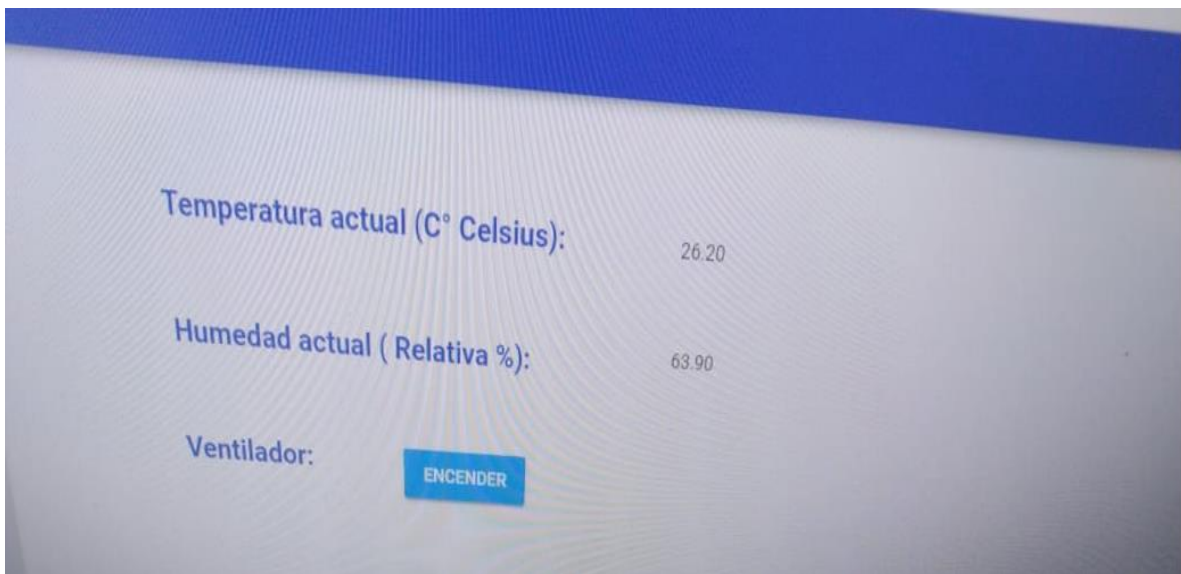 Temperatura actual (C° Celsius): 26.20
Humedad actual ( Relativa %): 63.90
Ventilador: ENCENDER